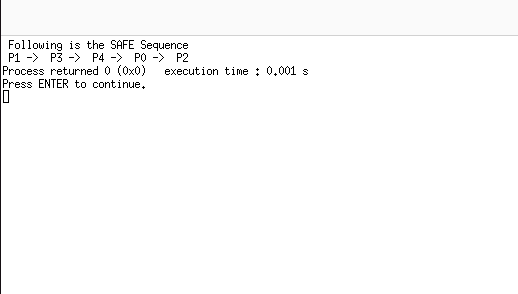 Following is the SAFE Sequence
P1 -> P3 -> P4 -> P0 -> P2
Process returned 0 (0x0)   execution time : 0.001 s
Press ENTER to continue.